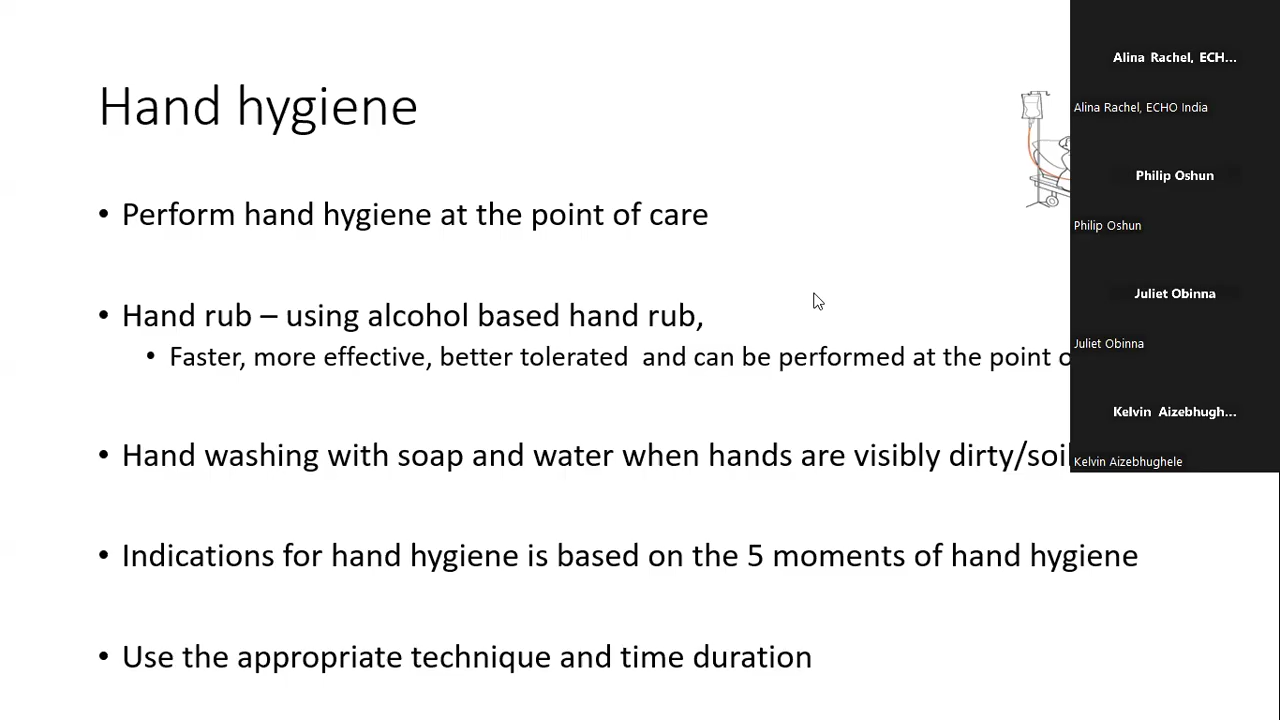 Hand hygiene
• Perform hand hygiene at the point of care
• Hand rub – using alcohol based hand rub,
• Faster, more effective, better tolerated and can be performed at the point
• Hand washing with soap and water when hands are visibly dirty/
• Indications for hand hygiene is based on the 5 moments of hand hygiene
• Use the appropriate technique and time duration
Alina Rachel, ECH...
Alina Rachel, ECHO India
Philip Oshun
Philip Oshun
Juliet Obinna
Juliet Obinna
Kelvin Aizebhugh...
Kelvin Aizebhughele